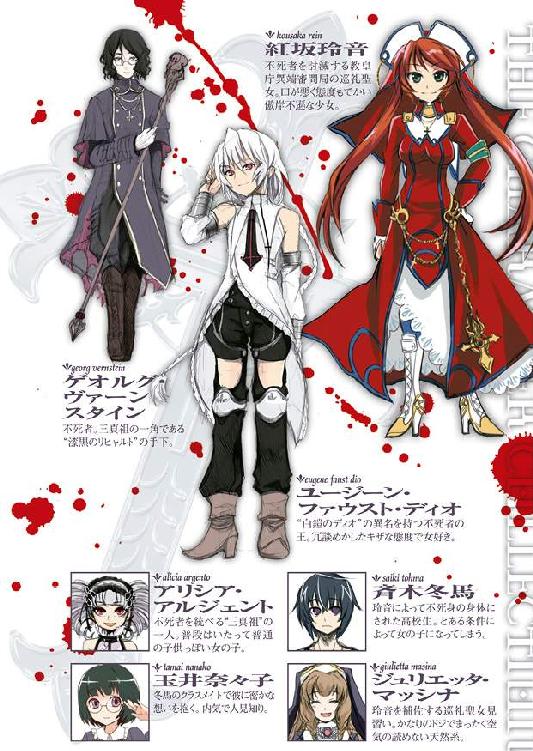 kousaka rein
紅坂玲音
不死者を討滅する教皇
庁異端審問局の巡礼聖
女。口が悪く態度もでかい
傲岸不遜な少女。
georg vernstein
ゲオルグ・
ヴァーン
スタイン
不死者。三真祖の一角である
“漆黒のリヒャルト”の手下。
eugene faust dio
ユージーン・
ファウスト・ディオ
“白鎧のディオ”の異名を持つ不死者の
王。冗談めかしたキザな態度で女好き。
alicia argento
アリシア・
アルジェント
不死者を統べる“三真祖”の
一人。普段はいたって普通
の子供っぽい女の子。
saiki tohma
斉木冬馬
玲音によって不死身の身体に
された高校生。とある条件に
よって女の子になってしまう。
tamai nanako
玉井奈々子
冬馬のクラスメイトで彼に密かな
想いを抱く。内気で人見知り。
giulietta masina
ジュリエッタ・
マッシナ
玲音を補佐する巡礼聖女見
習い。かなりのドジでまったく空
気の読めない天然系。